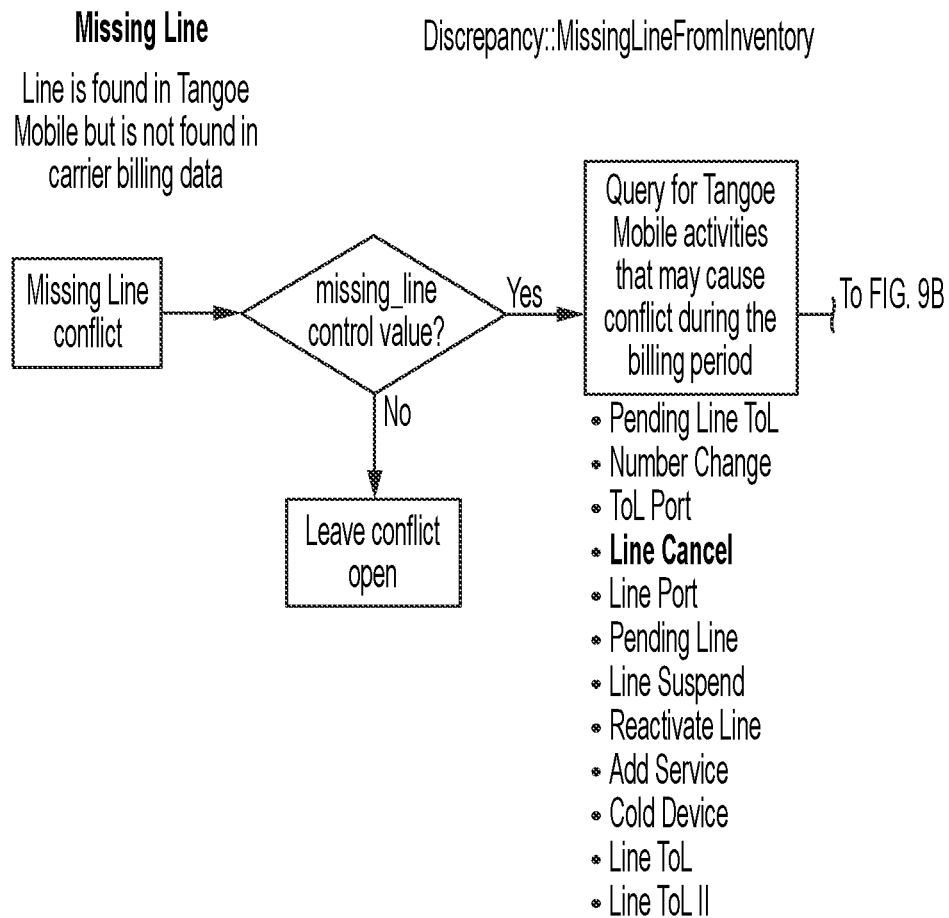 Missing Line
Line is found in Tangoe
Mobile but is not found in
carrier billing data
Discrepancy::MissingLineFromInventory
Missing Line
conflict
missing_line
control value?
Yes
No
Leave conflict
open
Query for Tangoe
Mobile activities
that may cause
conflict during the
billing period
To FIG. 9B
• Pending Line ToL
• Number Change
• ToL Port
• Line Cancel
• Line Port
• Pending Line
• Line Suspend
• Reactivate Line
• Add Service
• Cold Device
• Line ToL
• Line ToL II